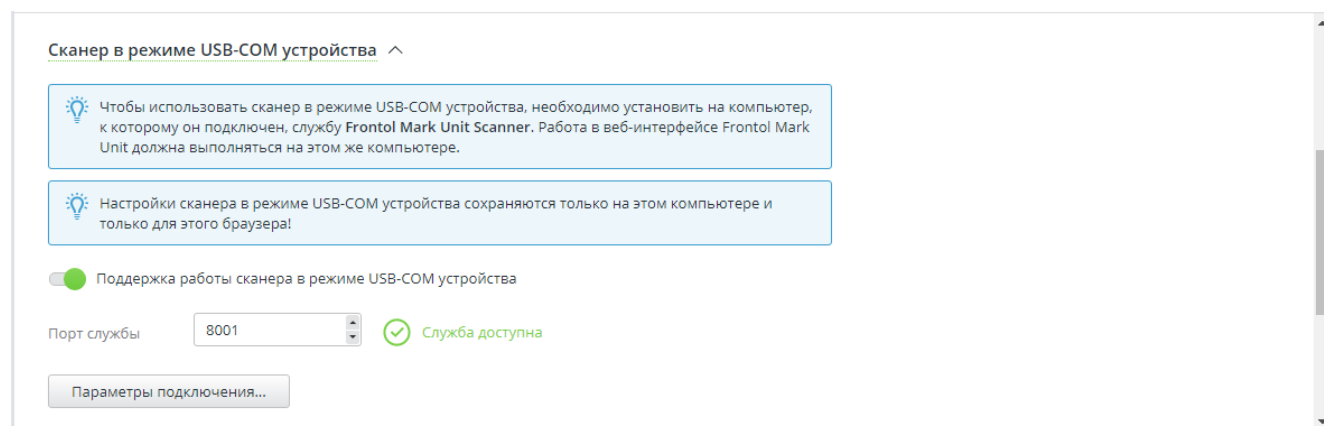 Сканер в режиме USB-COM устройства
Чтобы использовать сканер в режиме USB-COM устройства, необходимо установить на компьютер,
к которому он подключен, службу Frontol Mark Unit Scanner. Работа в веб-интерфейсе Frontol Mark
Unit должна выполняться на этом же компьютере.
Настройки сканера в режиме USB-COM устройства сохраняются только на этом компьютере и
только для этого браузера!
Поддержка работы сканера в режиме USB-COM устройства
Порт службы 8001 Служба доступна
Параметры подключения...